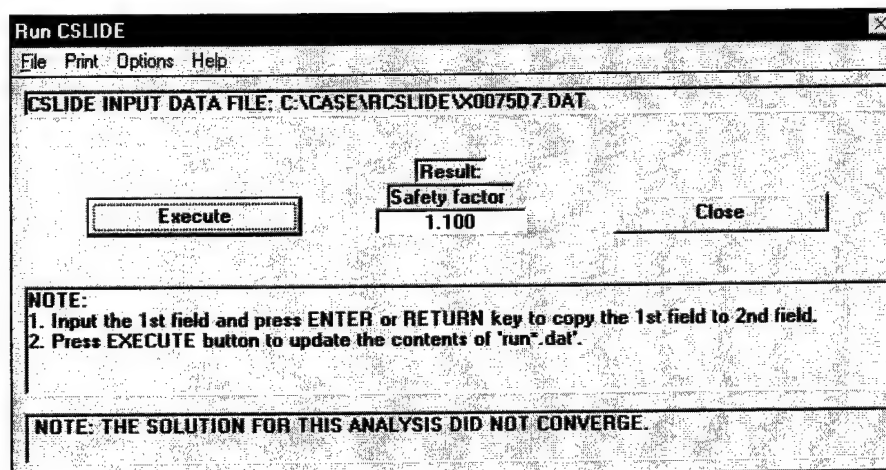 Run CSLIDE
File Print Options Help
CSLIDE INPUT DATA FILE: C:\CASE\RCSLIDE\X0075D7.DAT
Result:
Safety factor
Execute
1.100
Close
NOTE:
1. Input the 1st field and press ENTER or RETURN key to copy the 1st field to 2nd field.
2. Press EXECUTE button to update the contents of "run*.dat".
NOTE: THE SOLUTION FOR THIS ANALYSIS DID NOT CONVERGE.